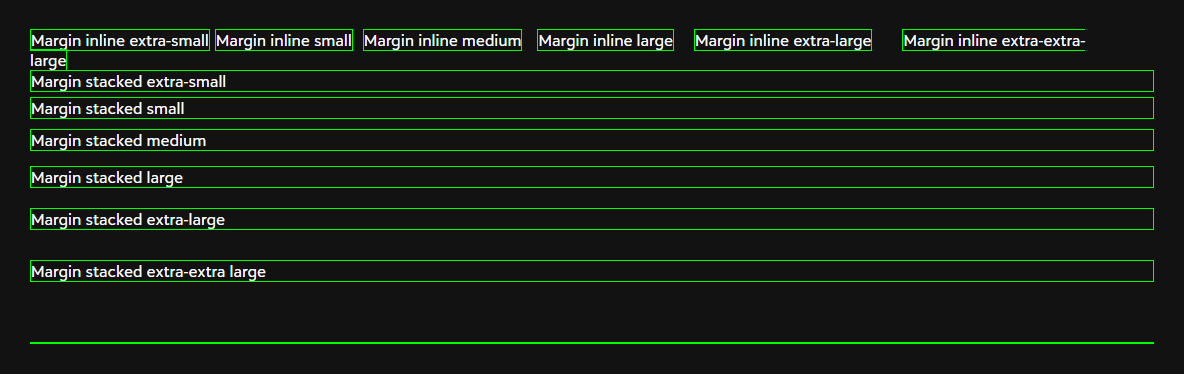 Margin inline extra-small Margin inline small Margin inline medium Margin inline large Margin inline extra-large Margin inline extra-extra-
large
Margin stacked extra-small
Margin stacked small
Margin stacked medium
Margin stacked large
Margin stacked extra-large
Margin stacked extra-extra large